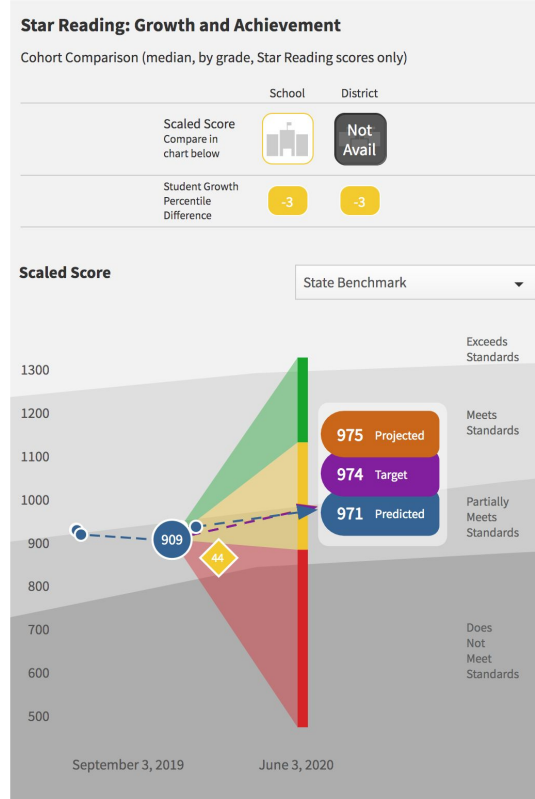 Star Reading: Growth and Achievement
Cohort Comparison (median, by grade, Star Reading scores only)
School District
Scaled Score
Compare in
chart below
Not
Avail
Student Growth
Percentile
Difference
-3 -3
Scaled Score
State Benchmark
Exceeds
Standards
1300
1200
Meets
Standards
1100
1000
900
800
700
600
500
975 Projected
974 Target
971 Predicted
909
44
Partially
Meets
Standards
Does
Not
Meet
Standards
September 3, 2019 June 3, 2020